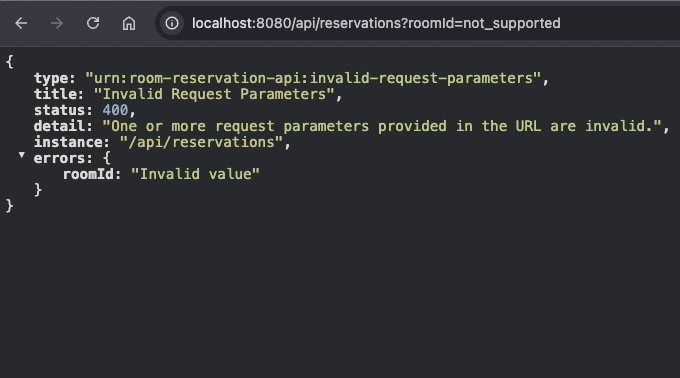 localhost:8080/api/reservations?roomId=not_supported
{
type: "urn:room-reservation-api:invalid-request-parameters",
title: "Invalid Request Parameters",
status: 400,
detail: "One or more request parameters provided in the URL are invalid.",
instance: "/api/reservations",
▼ errors: {
roomId: "Invalid value"
}
}